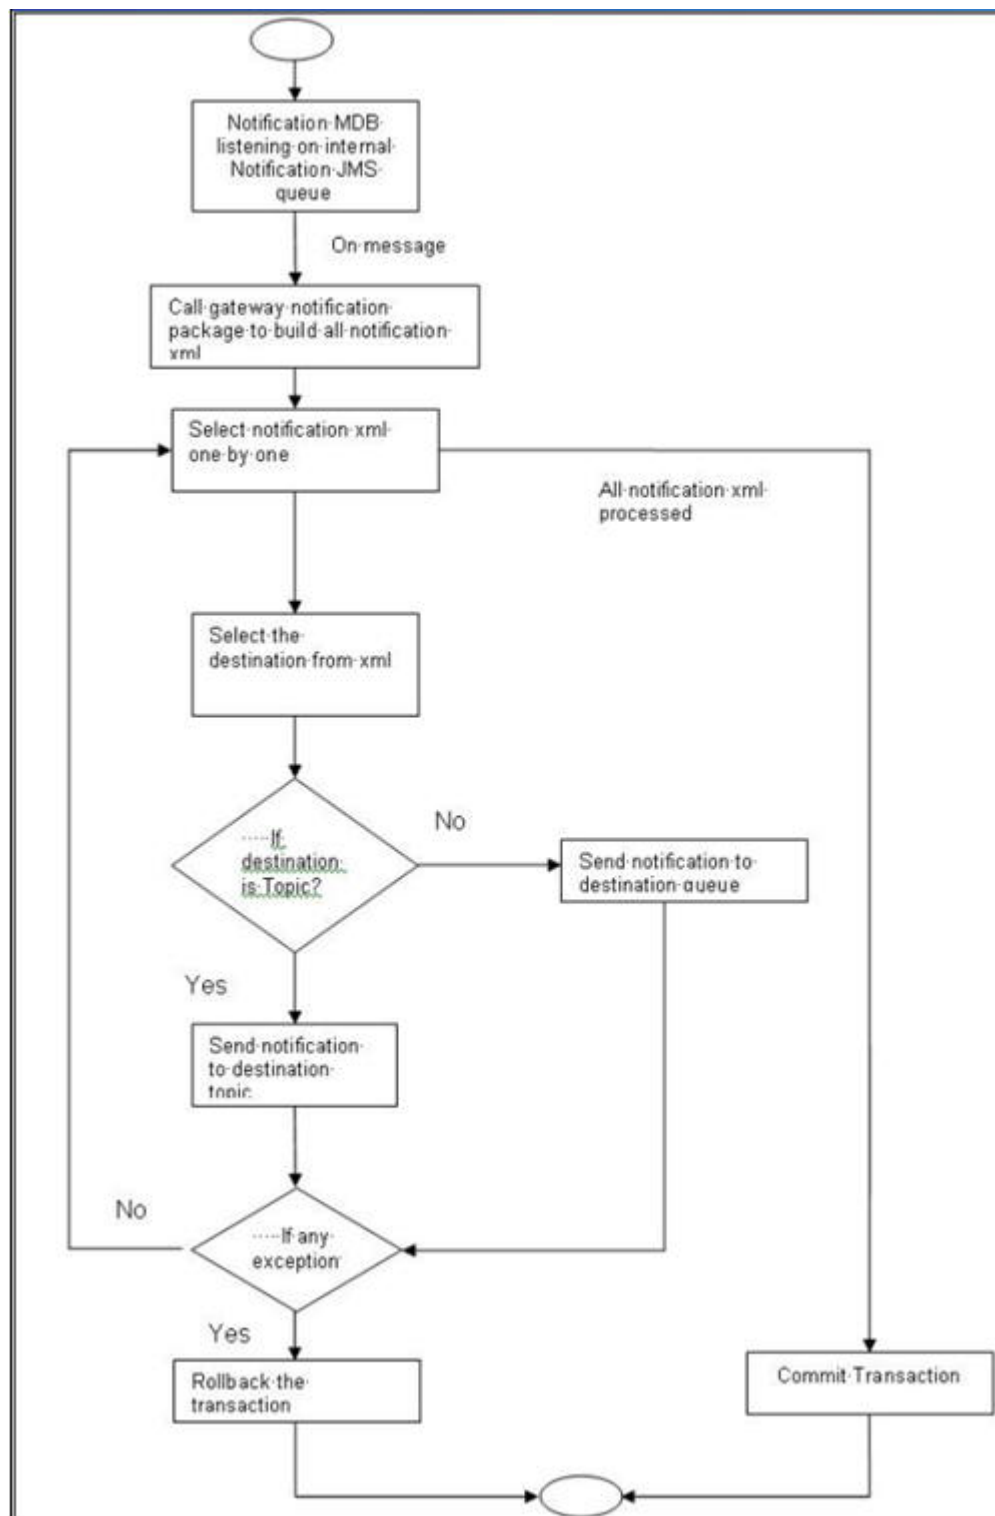 Notification MDB
listening on internal
Notification JMS
queue
On message
Call gateway notification
package to build all notification
xml
Select notification xml
one by one
All notification xml
processed
Select the
destination from xml
If
destination
is Topic?
No
Send notification to
destination queue
Yes
Send notification
to destination
topic
No
If any
exception
Yes
Rollback the
transaction
Commit Transaction